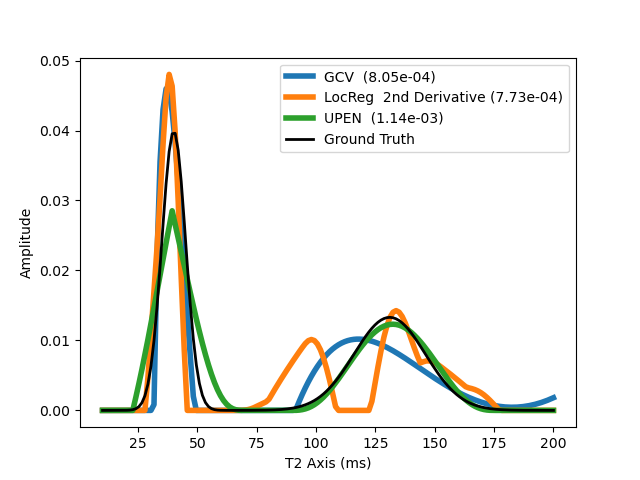 GCV (8.05e-04)
LocReg 2nd Derivative (7.73e-04)
UPEN (1.14e-03)
Ground Truth
0.05
0.04
0.03
0.02
0.01
0.00
Amplitude
25 50 75 100 125 150 175 200
T2 Axis (ms)